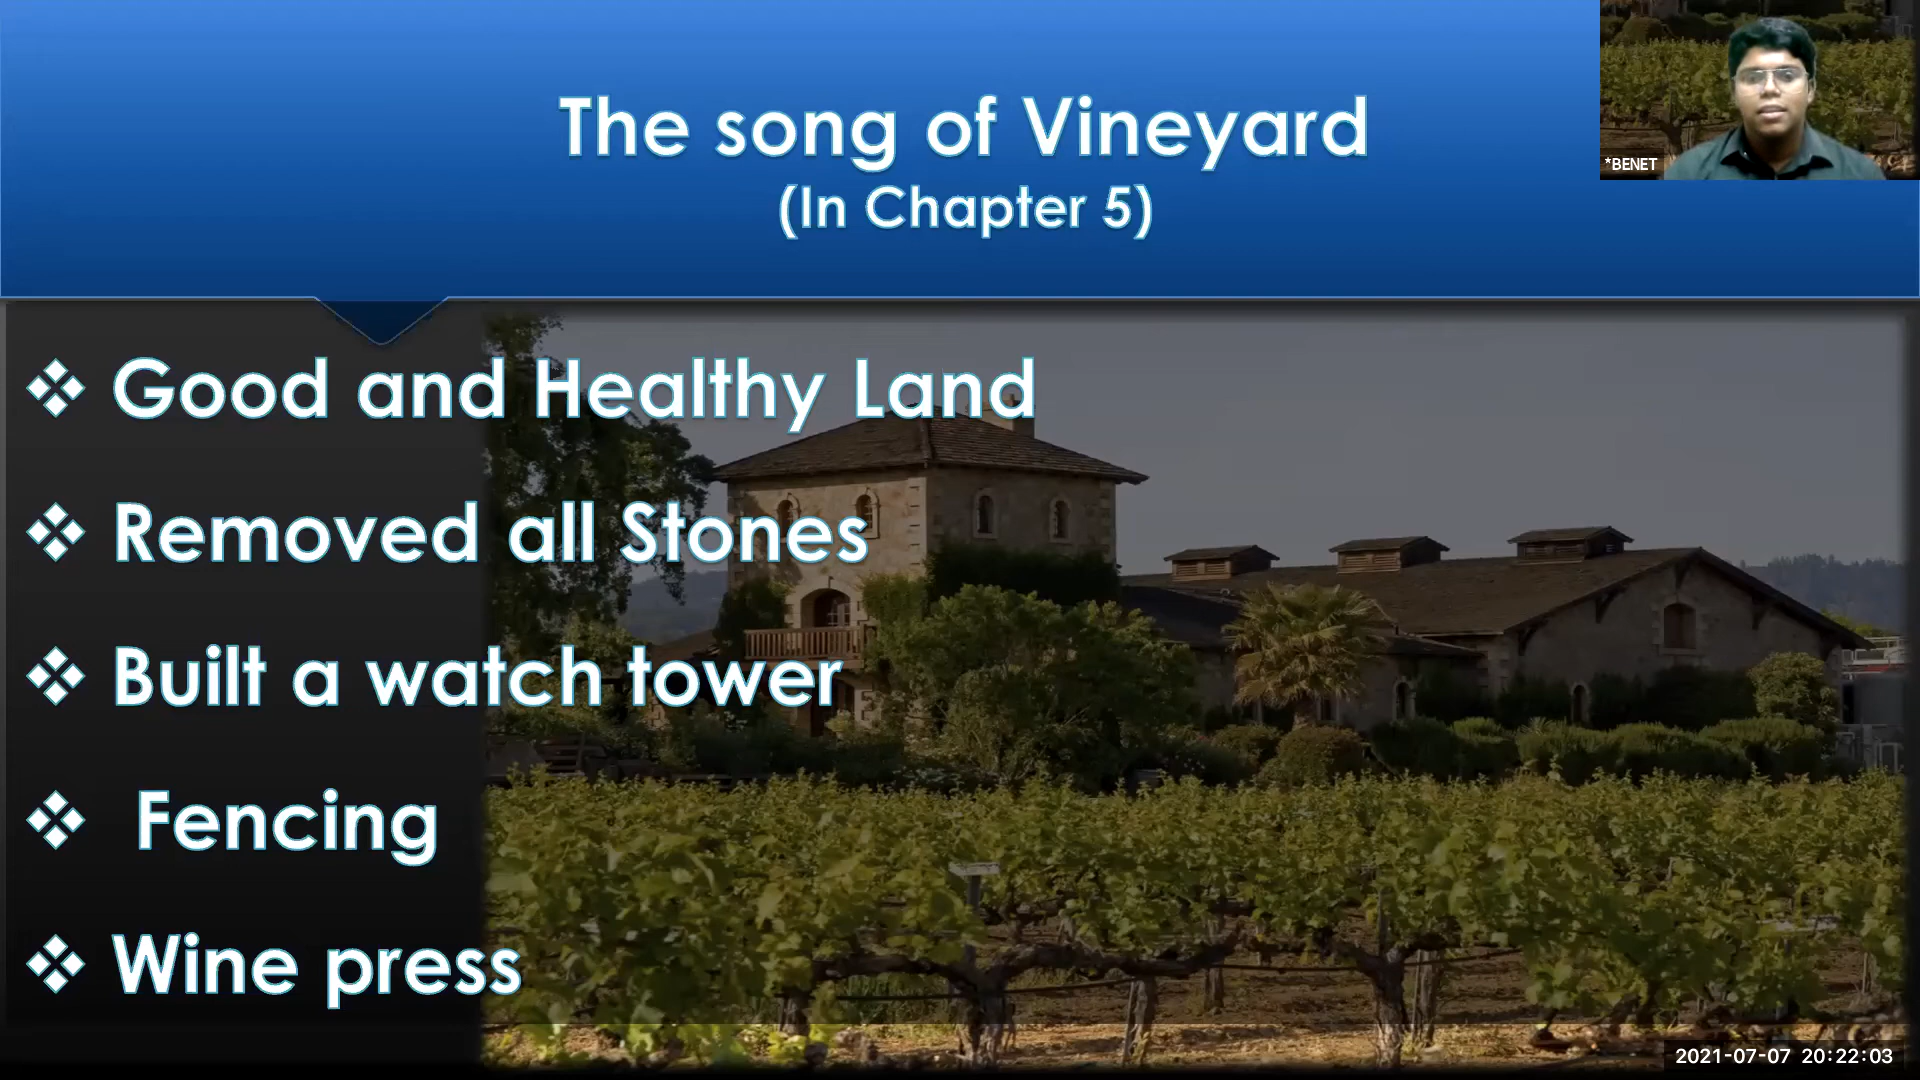 The song of Vineyard
(In Chapter 5)
*BENET
❖ Good and Healthy Land
❖ Removed all Stones
❖ Built a watch tower
❖ Fencing
❖ Wine press
2021-07-07 20:22:03